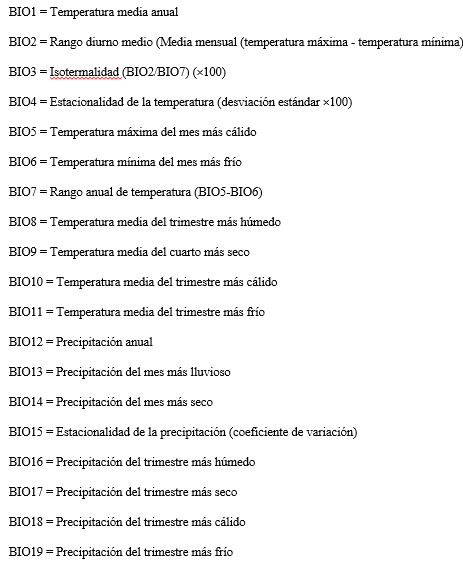 BIO1 = Temperatura media anual
BIO2 = Rango diurno medio (Media mensual (temperatura máxima - temperatura mínima)
BIO3 = Isotermalidad (BIO2/BIO7) (×100)
BIO4 = Estacionalidad de la temperatura (desviación estándar ×100)
BIO5 = Temperatura máxima del mes más cálido
BIO6 = Temperatura mínima del mes más frío
BIO7 = Rango anual de temperatura (BIO5-BIO6)
BIO8 = Temperatura media del trimestre más húmedo
BIO9 = Temperatura media del cuarto más seco
BIO10 = Temperatura media del trimestre más cálido
BIO11 = Temperatura media del trimestre más frío
BIO12 = Precipitación anual
BIO13 = Precipitación del mes más lluvioso
BIO14 = Precipitación del mes más seco
BIO15 = Estacionalidad de la precipitación (coeficiente de variación)
BIO16 = Precipitación del trimestre más húmedo
BIO17 = Precipitación del trimestre más seco
BIO18 = Precipitación del trimestre más cálido
BIO19 = Precipitación del trimestre más frío